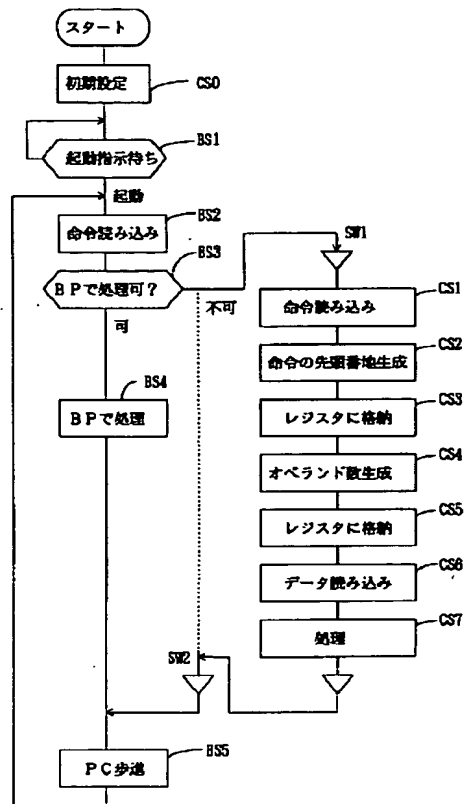 スタート
初期設定
CS0
起動指示待ち
BS1
起動
命令読み込み
BS2
BPで処理可?
BS3
不可
可
SW1
命令読み込み
CS1
命令の先頭番地生成
CS2
レジスタに格納
CS3
オペランド数生成
CS4
レジスタに格納
CS5
データ読み込み
CS6
処理
CS7
BPで処理
BS4
SW2
PC歩進
BS5